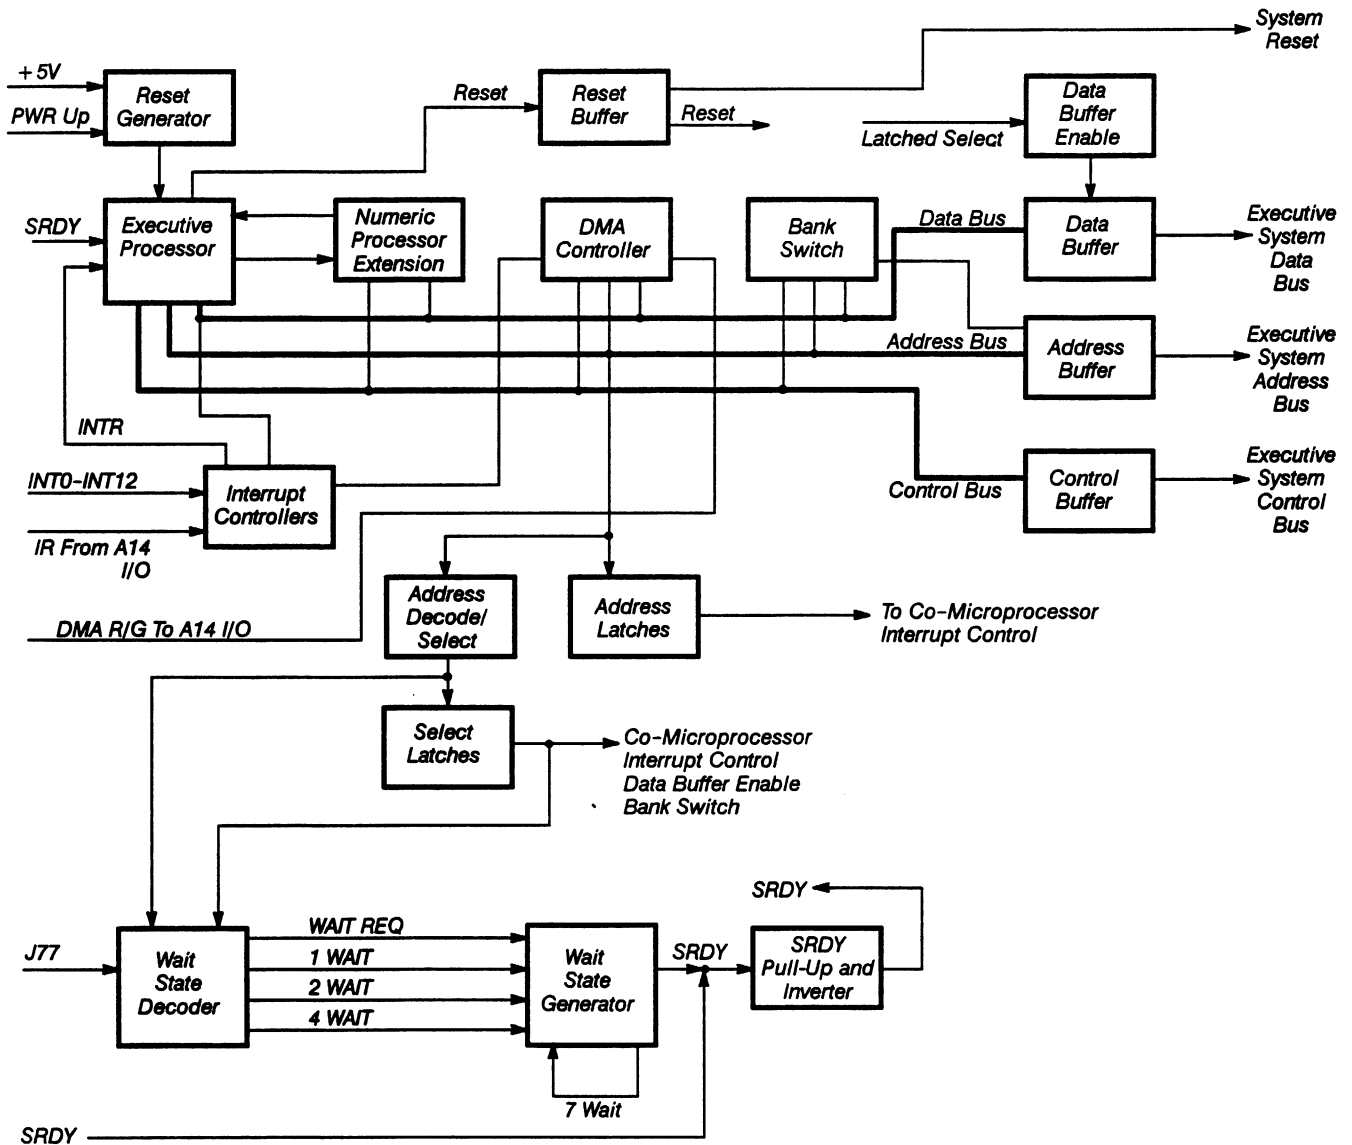 System
Reset
+5V
PWR Up
Reset
Generator
Reset
Reset
Buffer
Reset
Latched Select
Data
Buffer
Enable
SRDY
Executive
Processor
Numeric
Processor
Extension
DMA
Controller
Bank
Switch
Data Bus
Data
Buffer
Executive
System
Data
Bus
Address Bus
Address
Buffer
Executive
System
Address
Bus
INTR
INT0-INT12
IR From A14
I/O
Interrupt
Controllers
Control Bus
Control
Buffer
Executive
System
Control
Bus
DMA R/G To A14 I/O
Address
Decode/
Select
Address
Latches
To Co-Microprocessor
Interrupt Control
Select
Latches
Co-Microprocessor
Interrupt Control
Data Buffer Enable
Bank Switch
J77
Wait
State
Decoder
WAIT REQ
1 WAIT
2 WAIT
4 WAIT
Wait
State
Generator
7 Wait
SRDY
SRDY
SRDY
Pull-Up and
Inverter
SRDY